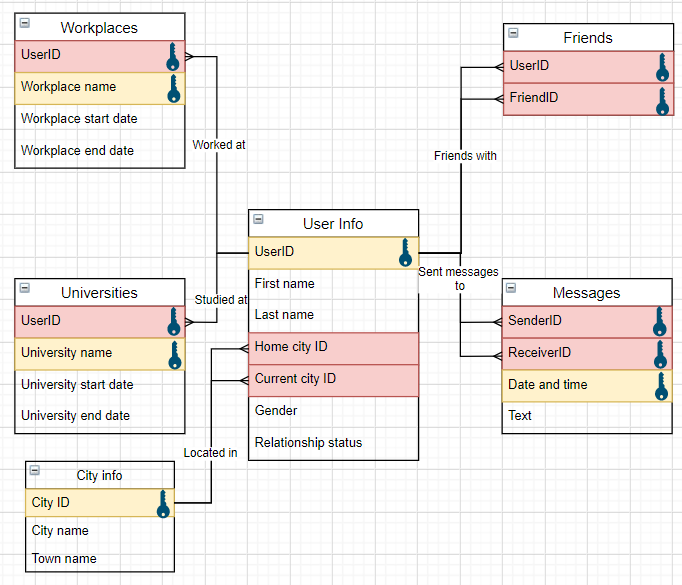 Workplaces
UserID
Workplace name
Workplace start date
Workplace end date
Friends
UserID
FriendID
Worked at
Friends with
User Info
UserID
First name
Last name
Home city ID
Current city ID
Gender
Relationship status
Sent messages
to
Studied at
Universities
UserID
University name
University start date
University end date
Messages
SenderID
ReceiverID
Date and time
Text
Located in
City info
City ID
City name
Town name